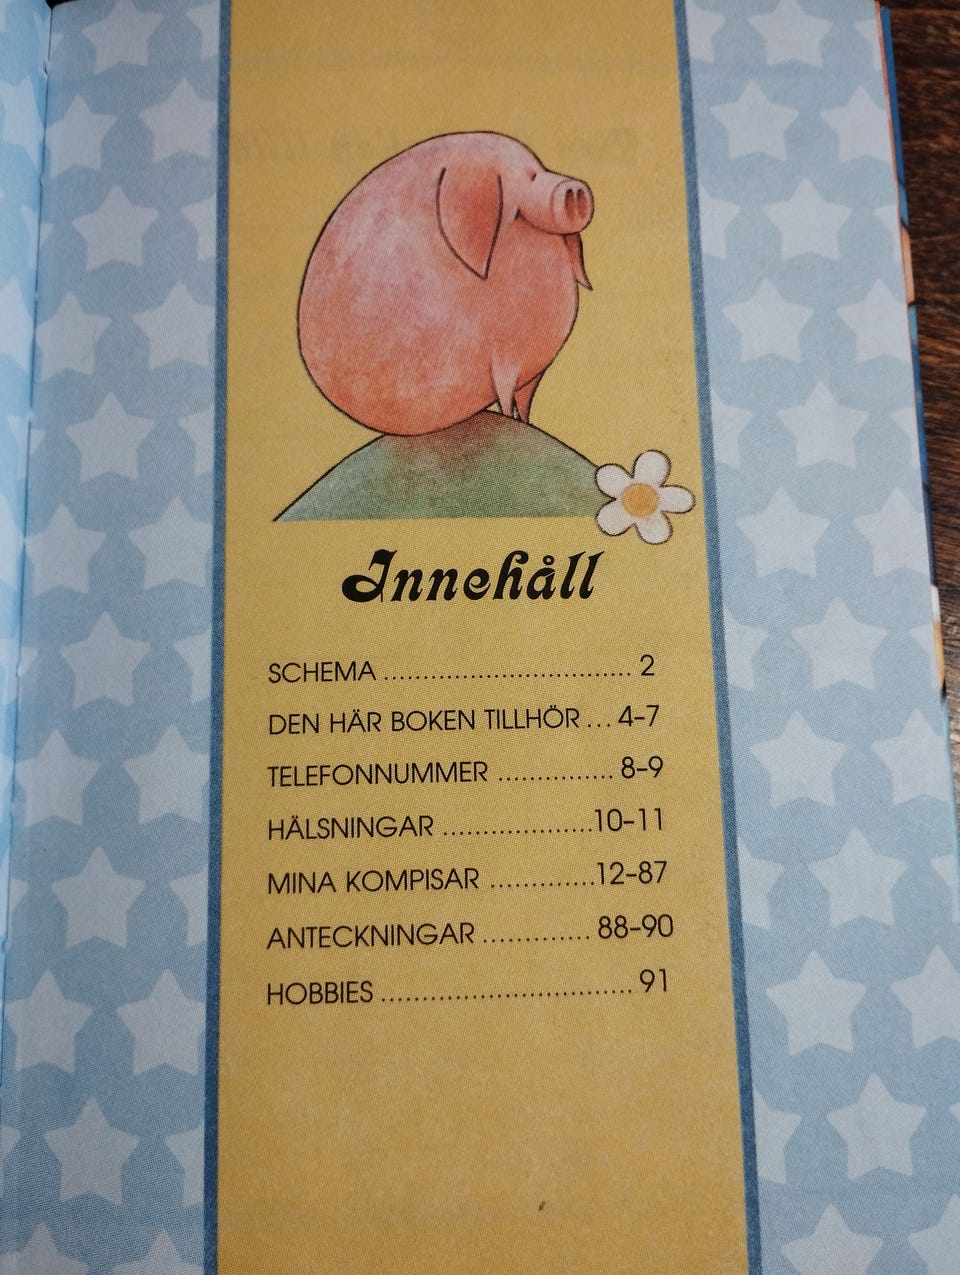 Innehåll
SCHEMA ................................ 2
DEN HÄR BOKEN TILLHÖR ... 4-7
TELEFONNUMMER ............... 8-9
HÄLSNINGAR ....................10-11
MINA KOMPISAR ..............12-87
ANTECKNINGAR .............. 88-90
HOBBIES ................................ 91